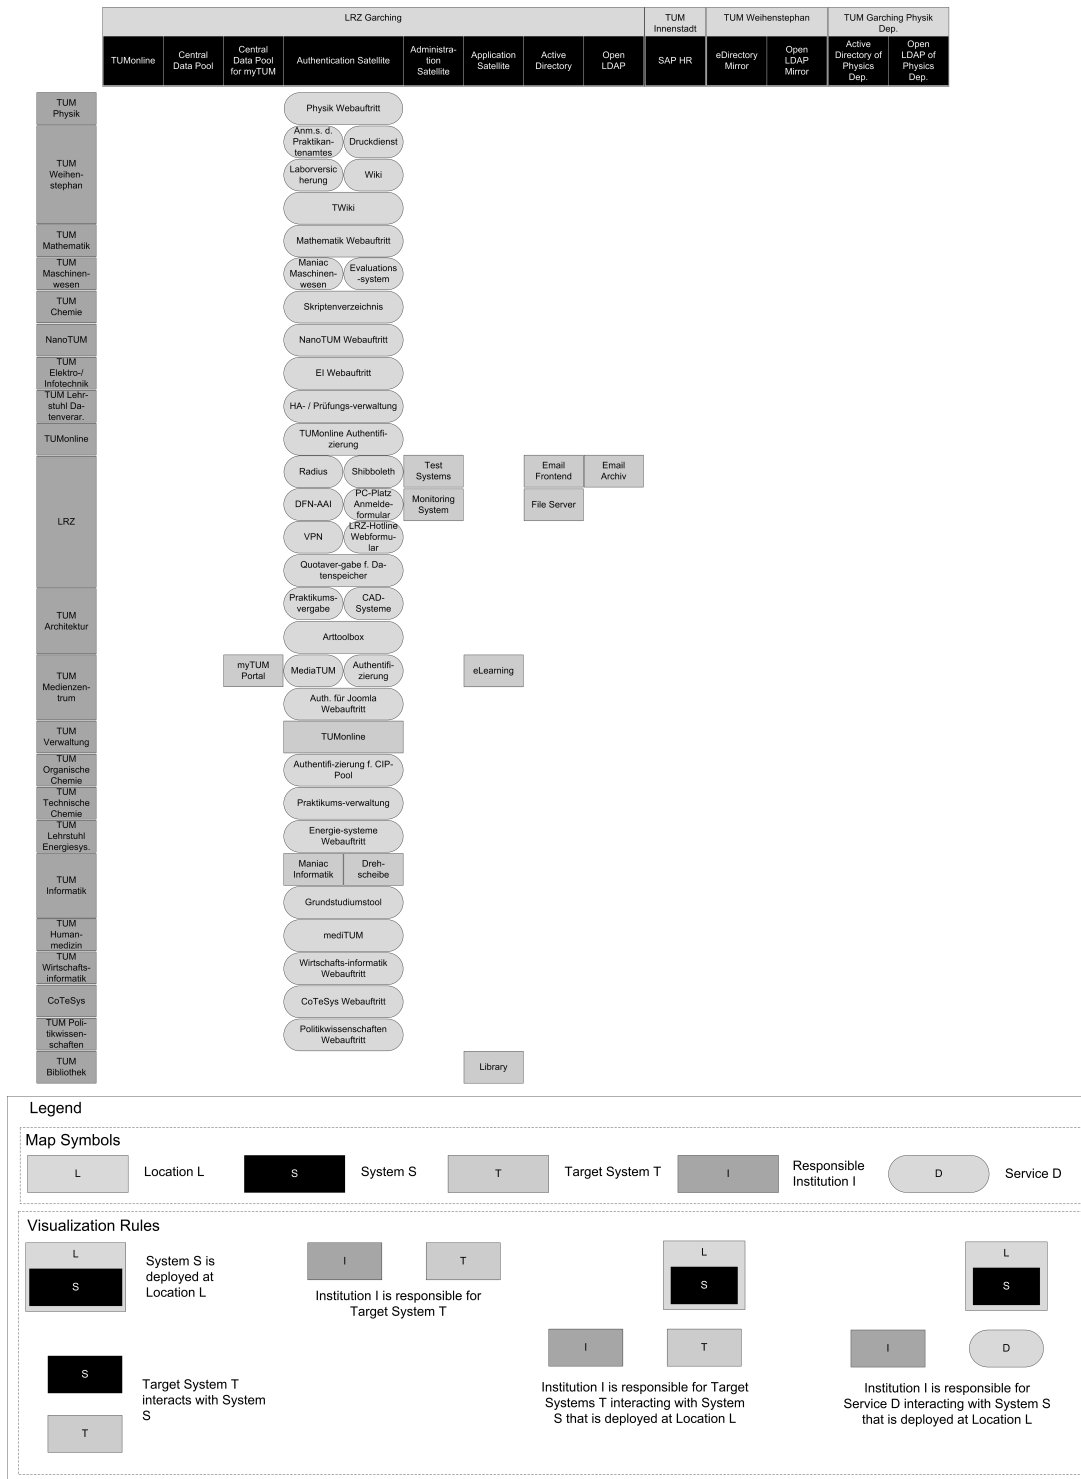 LRZ Garching
TUM
Innenstadt
TUM Weihenstephan
TUM Garching Physik
Dep.
TUMonline
Central
Data Pool
Central
Data Pool
for myTUM
Authentication Satellite
Administra-
tion
Satellite
Application
Satellite
Active
Directory
Open
LDAP
SAP HR
eDirectory
Mirror
Open
LDAP
Mirror
Active
Directory of
Physics
Dep.
Open
LDAP of
Physics
Dep.
TUM
Physik
Physik Webauftritt
TUM
Weihen-
stephan
Anm.s. d.
Praktikan-
tenamtes
Druckdienst
Laborversic
herung
Wiki
TWiki
TUM
Mathematik
Mathematik Webauftritt
TUM
Maschinen-
wesen
Maniac
Maschinen-
wesen
Evaluations
-system
TUM
Chemie
Skriptenverzeichnis
NanoTUM
NanoTUM Webauftritt
TUM
Elektro-/
Infotechnik
EI Webauftritt
TUM Lehr-
stuhl Da-
tenverar.
HA- / Prüfungs-verwaltung
TUMonline
TUMonline Authentifi-
zierung
LRZ
Radius
Shibboleth
Test
Systems
Email
Frontend
Email
Archiv
DFN-AAI
PC-Platz
Anmelde-
formular
Monitoring
System
File Server
VPN
LRZ-Hotline
Webformu-
lar
Quotaver-gabe f. Da-
tenspeicher
TUM
Architektur
Praktikums-
vergabe
CAD-
Systeme
Arttoolbox
TUM
Medienzen-
trum
myTUM
Portal
MediaTUM
Authentifi-
zierung
eLearning
Auth. für Joomla
Webauftritt
TUM
Verwaltung
TUMonline
TUM
Organische
Chemie
Authentifi-zierung f. CIP-
Pool
TUM
Technische
Chemie
Praktikums-verwaltung
TUM
Lehrstuhl
Energiesys.
Energie-systeme
Webauftritt
TUM
Informatik
Maniac
Informatik
Dreh-
scheibe
Grundstudiumstool
TUM
Human-
medizin
mediTUM
TUM
Wirtschafts-
informatik
Wirtschafts-informatik
Webauftritt
CoTeSys
CoTeSys Webauftritt
TUM Poli-
tikwissen-
schaften
Politikwissenschaften
Webauftritt
TUM
Bibliothek
Library
Legend
Map Symbols
L
Location L
S
System S
T
Target System T
I
Responsible
Institution I
D
Service D
Visualization Rules
L
S
System S is
deployed at
Location L
I
T
Institution I is responsible for
Target System T
S
T
Target System T
interacts with System
S
L
S
I
T
Institution I is responsible for Target
Systems T interacting with System
S that is deployed at Location L
L
S
I
D
Institution I is responsible for
Service D interacting with System S
that is deployed at Location L